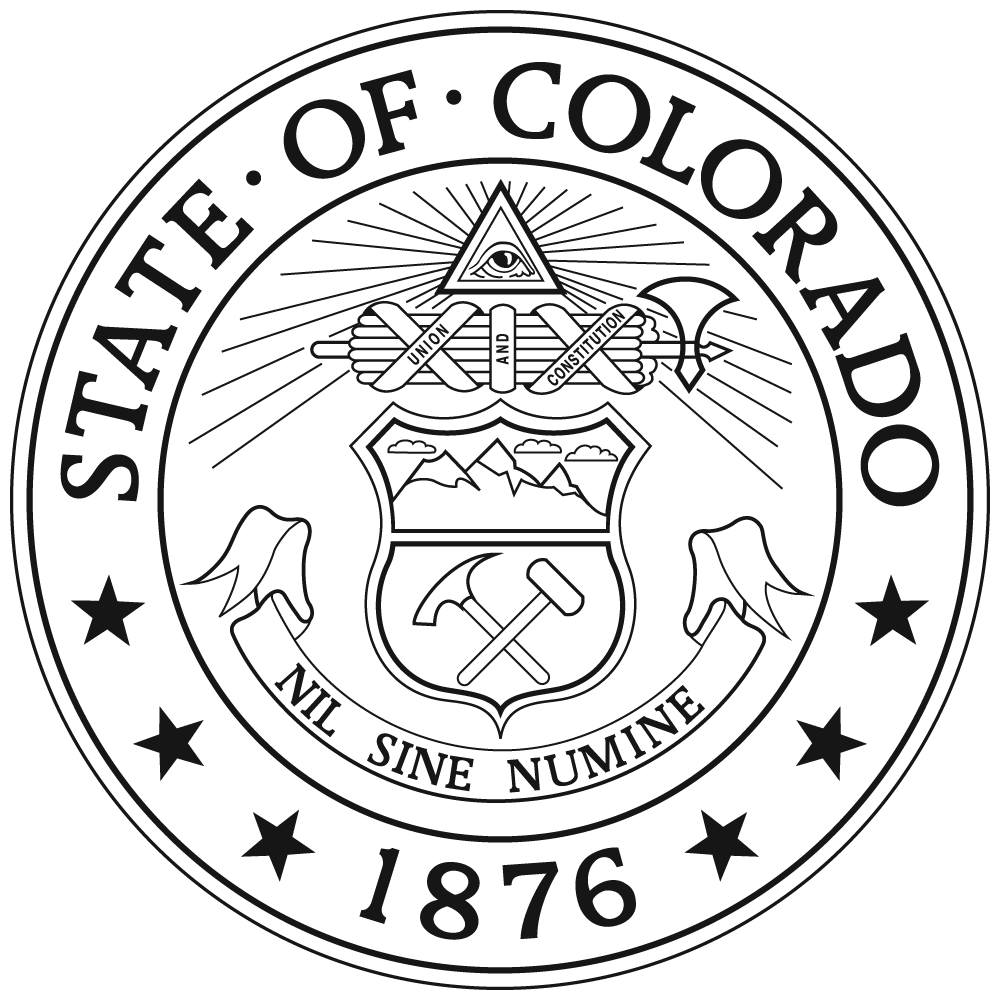 STATE · OF · COLORADO
UNION
AND
CONSTITUTION
NIL SINE NUMINE
1876